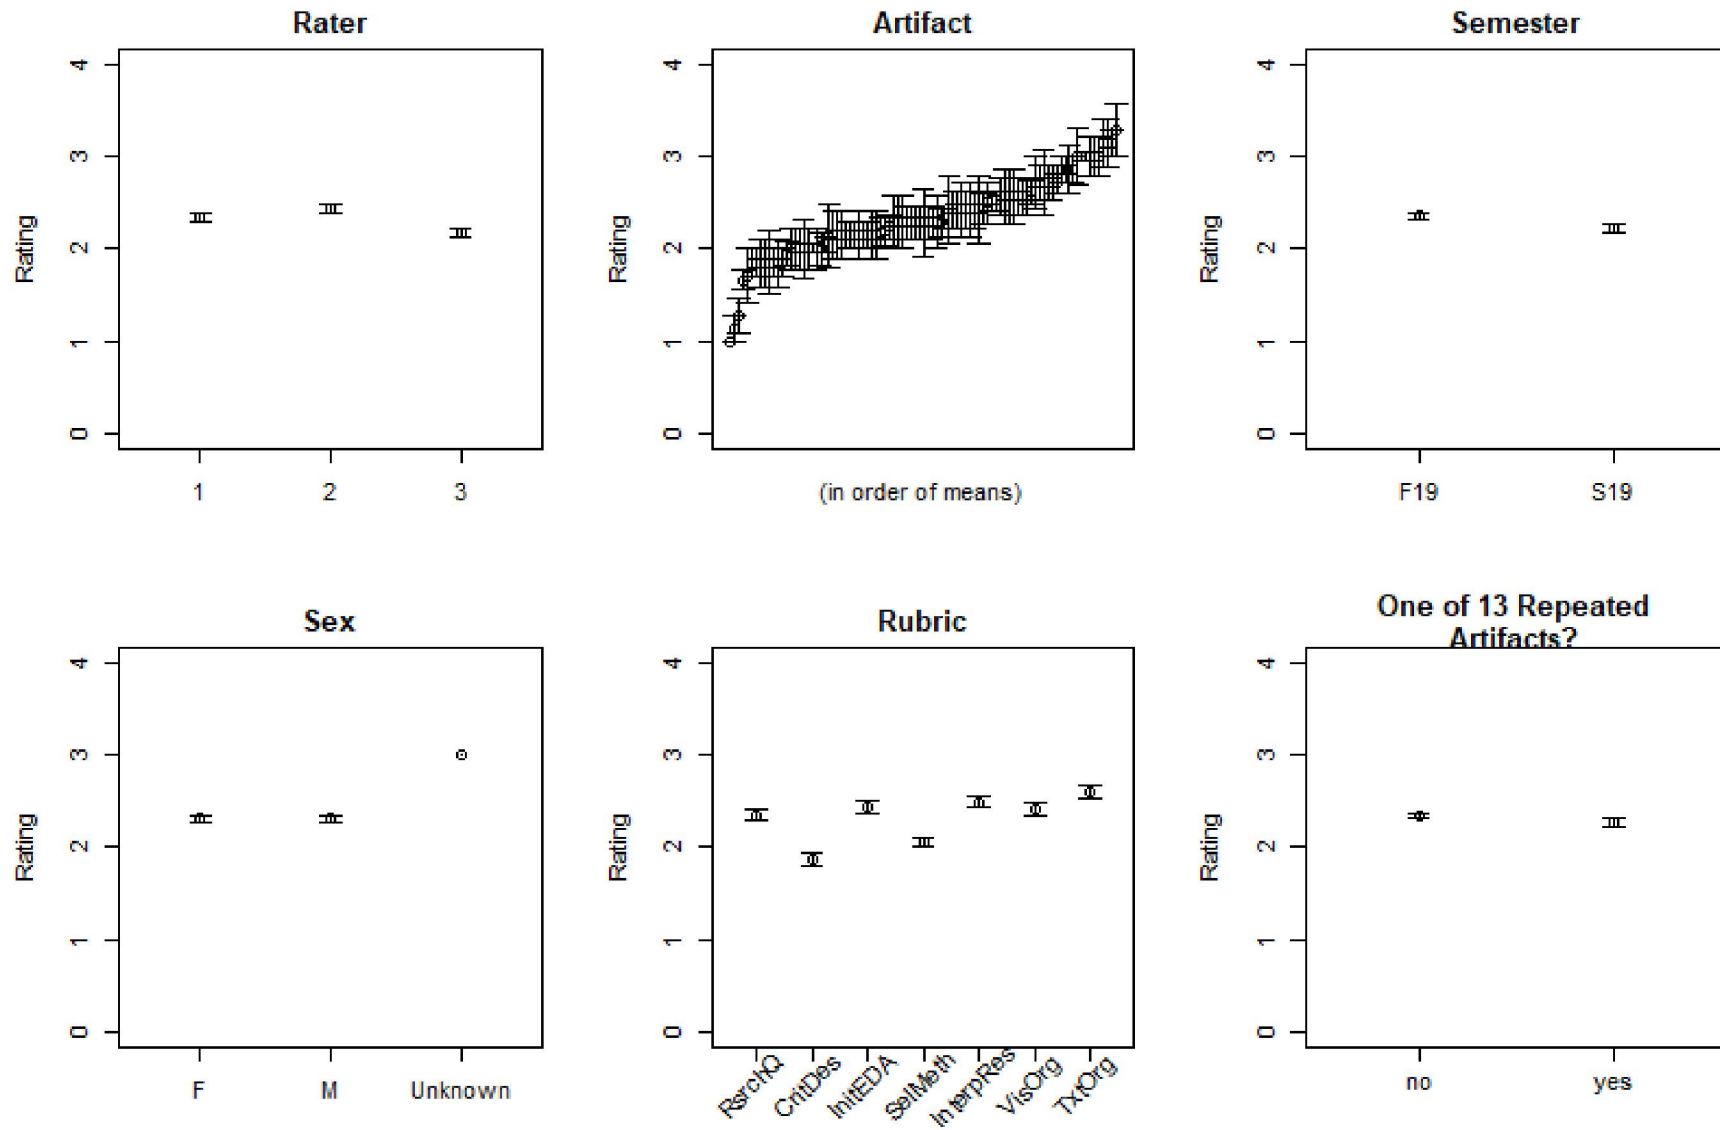 Rater
Rating
4
3
2
1
0
1 2 3
Artifact
Rating
4
3
2
1
0
(in order of means)
Semester
Rating
4
3
2
1
0
F19 S19
Sex
Rating
4
3
2
1
0
F M Unknown
Rubric
Rating
4
3
2
1
0
RsrchQ CritDes InitEDA SelMeth InterpRes VisOrg TxtOrg
One of 13 Repeated
Artifacts?
Rating
4
3
2
1
0
no yes